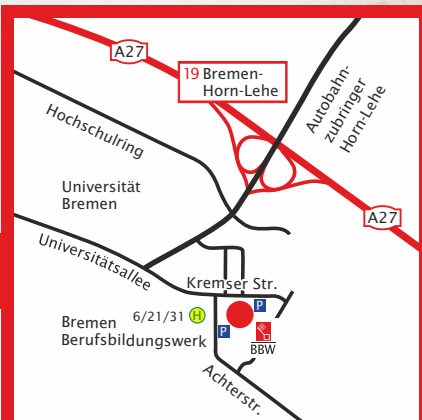 A27
19 Bremen-
Horn-Lehe
Autobahn-
zubringer
Horn-Lehe
Hochschulring
Universität
Bremen
A27
Universitätsallee
Kremser Str.
P
6/21/31 H
Bremen
Berufsbildungswerk
P
BBW
Achterstr.